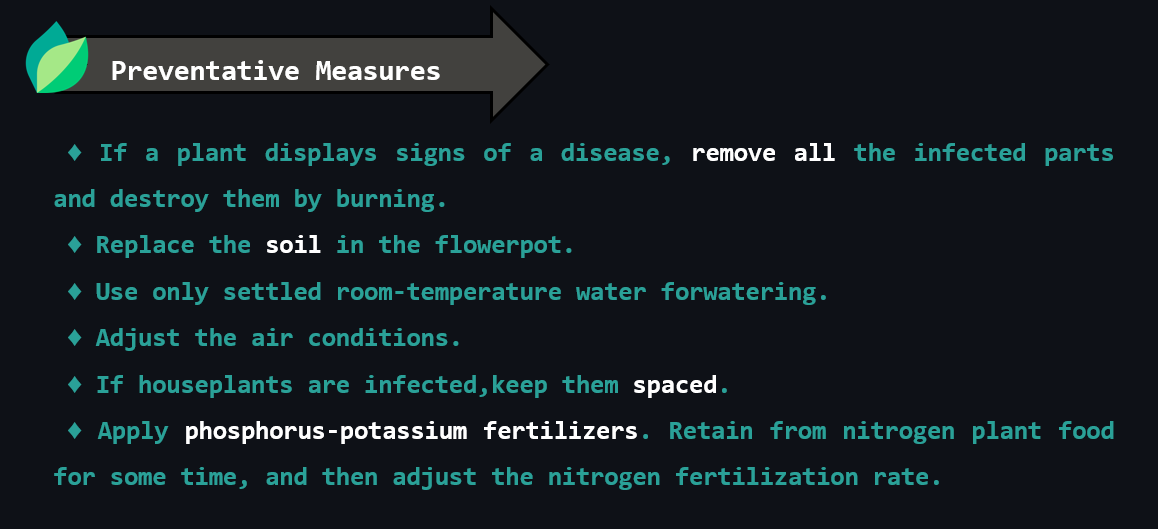 Preventative Measures
♦ If a plant displays signs of a disease, remove all the infected parts
and destroy them by burning.
♦ Replace the soil in the flowerpot.
♦ Use only settled room-temperature water forwatering.
♦ Adjust the air conditions.
♦ If houseplants are infected,keep them spaced.
♦ Apply phosphorus-potassium fertilizers. Retain from nitrogen plant food
for some time, and then adjust the nitrogen fertilization rate.